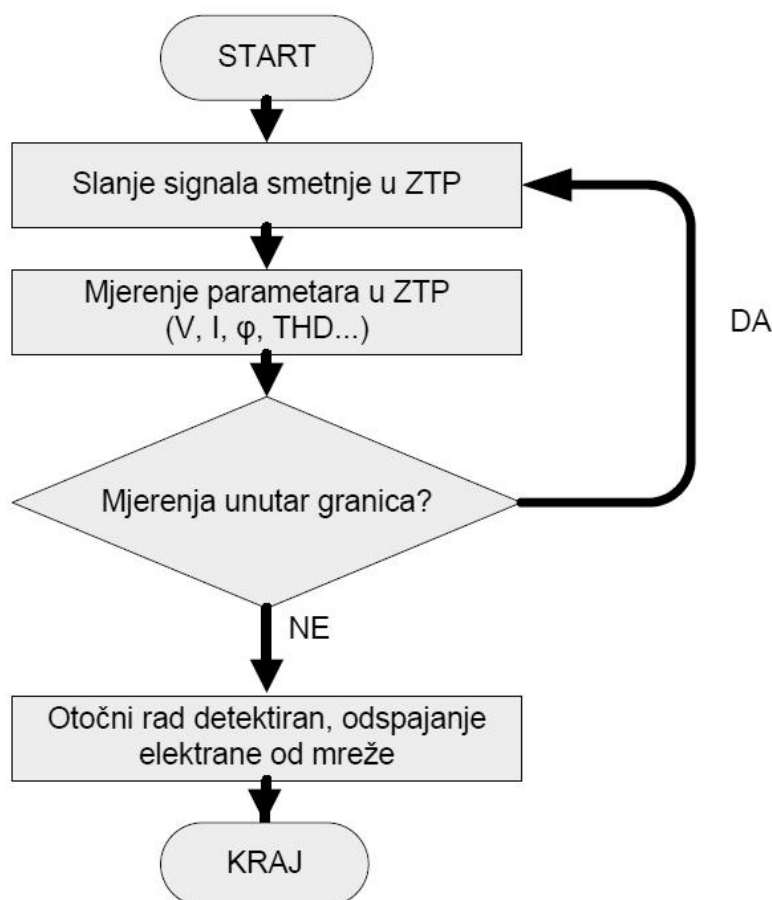 START
Slanje signala smetnje u ZTP
Mjerenje parametara u ZTP
(V, I, φ, THD...)
DA
Mjerenja unutar granica?
NE
Otočni rad detektiran, odspajanje
elektrane od mreže
KRAJ